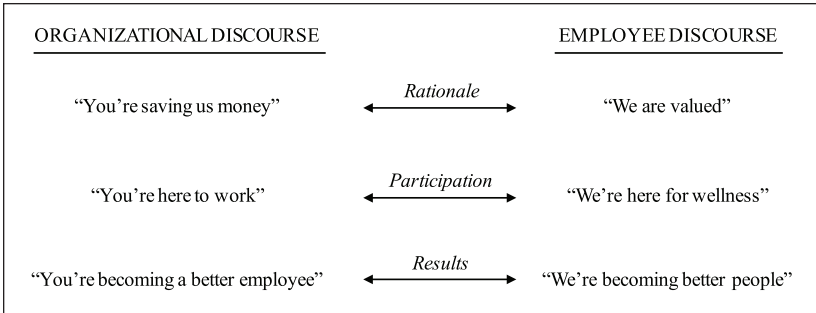 ORGANIZATIONAL DISCOURSE EMPLOYEE DISCOURSE
“You’re saving us money” Rationale “We are valued”
“You’re here to work” Participation “We’re here for wellness”
“You’re becoming a better employee” Results “We’re becoming better people”